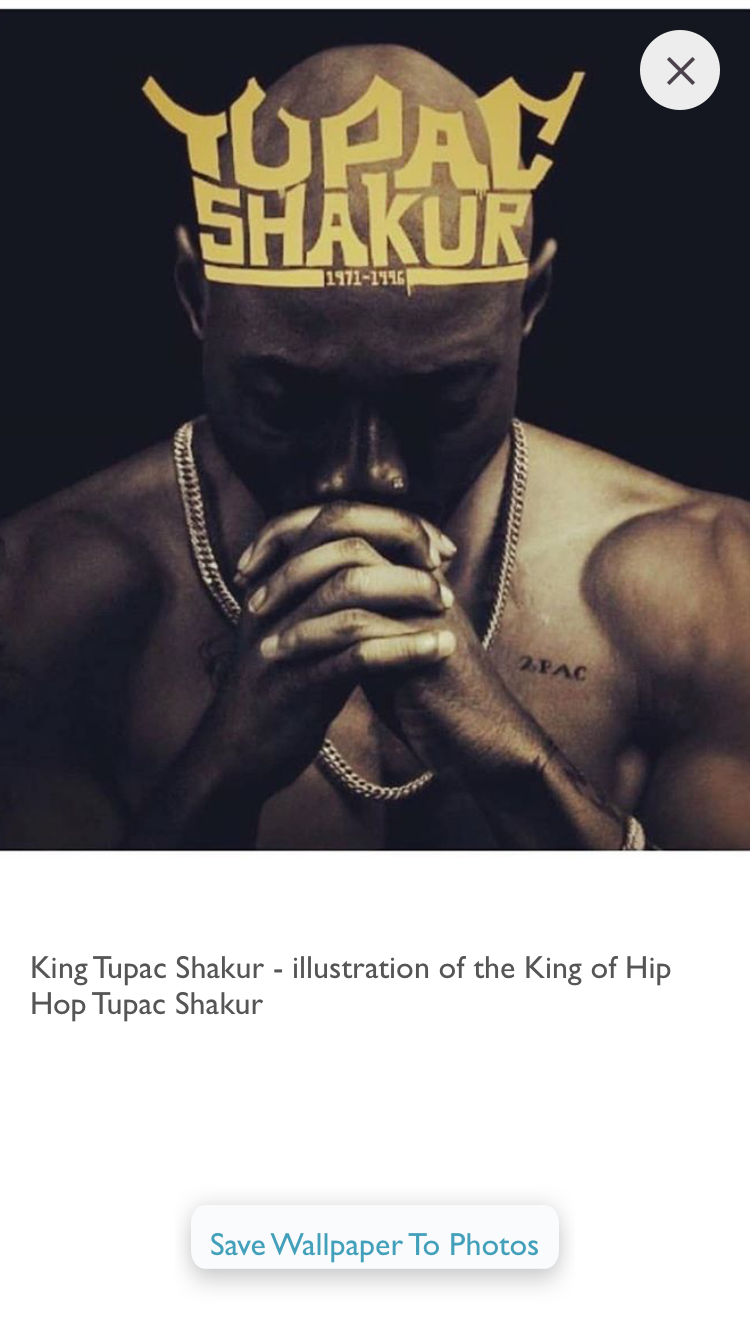 TUPAC
SHAKUR
1971-1996
2PAC
King Tupac Shakur - illustration of the King of Hip
Hop Tupac Shakur
Save Wallpaper To Photos